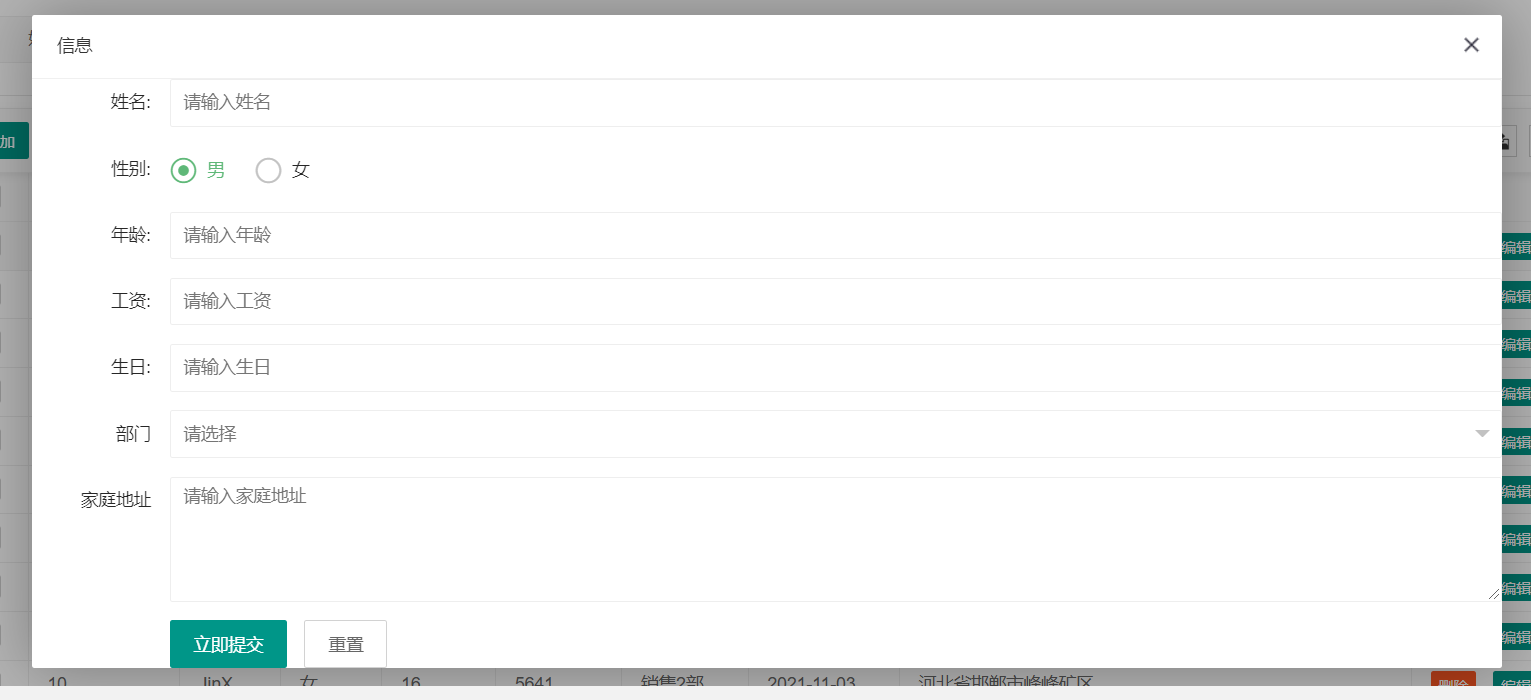 信息
姓名: 请输入姓名
加
性别: 男 女
年龄: 请输入年龄
编辑
工资: 请输入工资
编辑
编辑
生日: 请输入生日
编辑
部门 请选择
编辑
家庭地址 请输入家庭地址
编辑
编辑
编辑
立即提交 重置
编辑
10 JinX 女 16 5641 销售2部 2021-11-03 河北省邯郸市峰峰矿区 删除 编辑